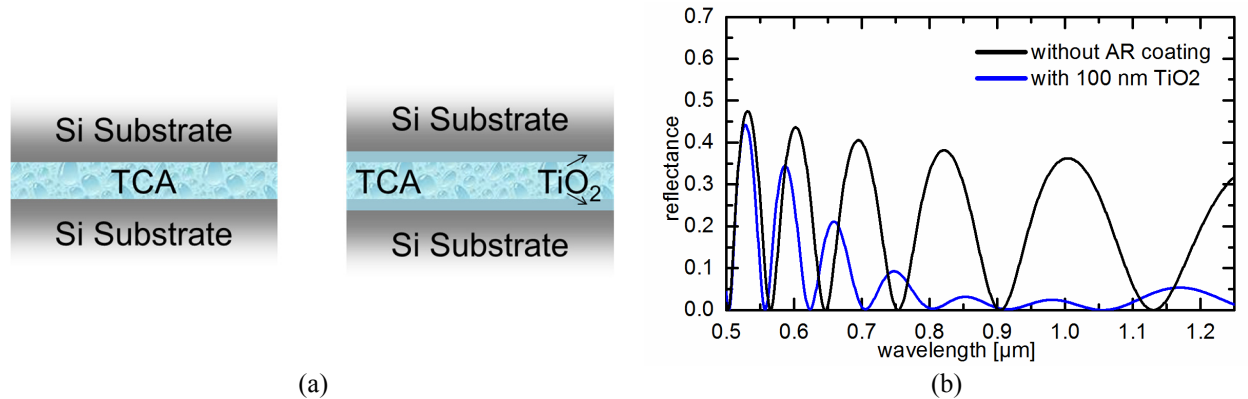 Si Substrate
TCA
Si Substrate
Si Substrate
TCA TiO₂
Si Substrate
(a)
0.7
0.6
0.5
0.4
0.3
0.2
0.1
0.0
reflectance
without AR coating
with 100 nm TiO2
0.5 0.6 0.7 0.8 0.9 1.0 1.1 1.2
wavelength [µm]
(b)